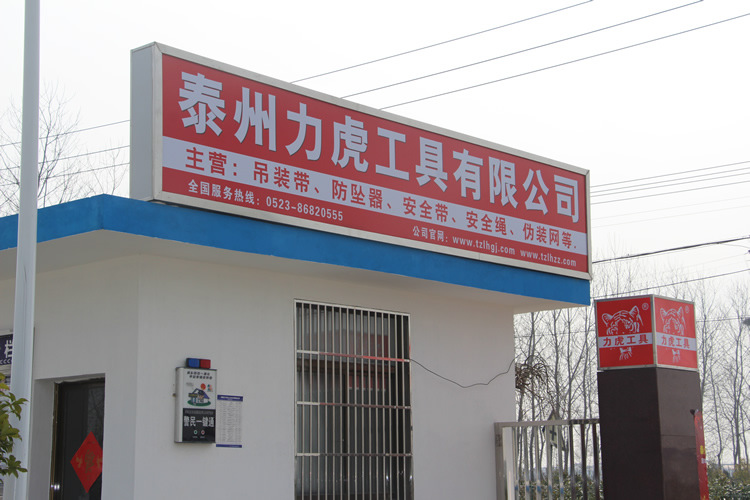 泰州力虎工具有限公司
主营：吊装带、防坠器、安全带、安全绳、伪装网等.
全国服务热线：0523-86820555
公司官网：www.tzlhgj.com www.tzlhzz.com
力虎工具®
力虎工具®
警民一键通